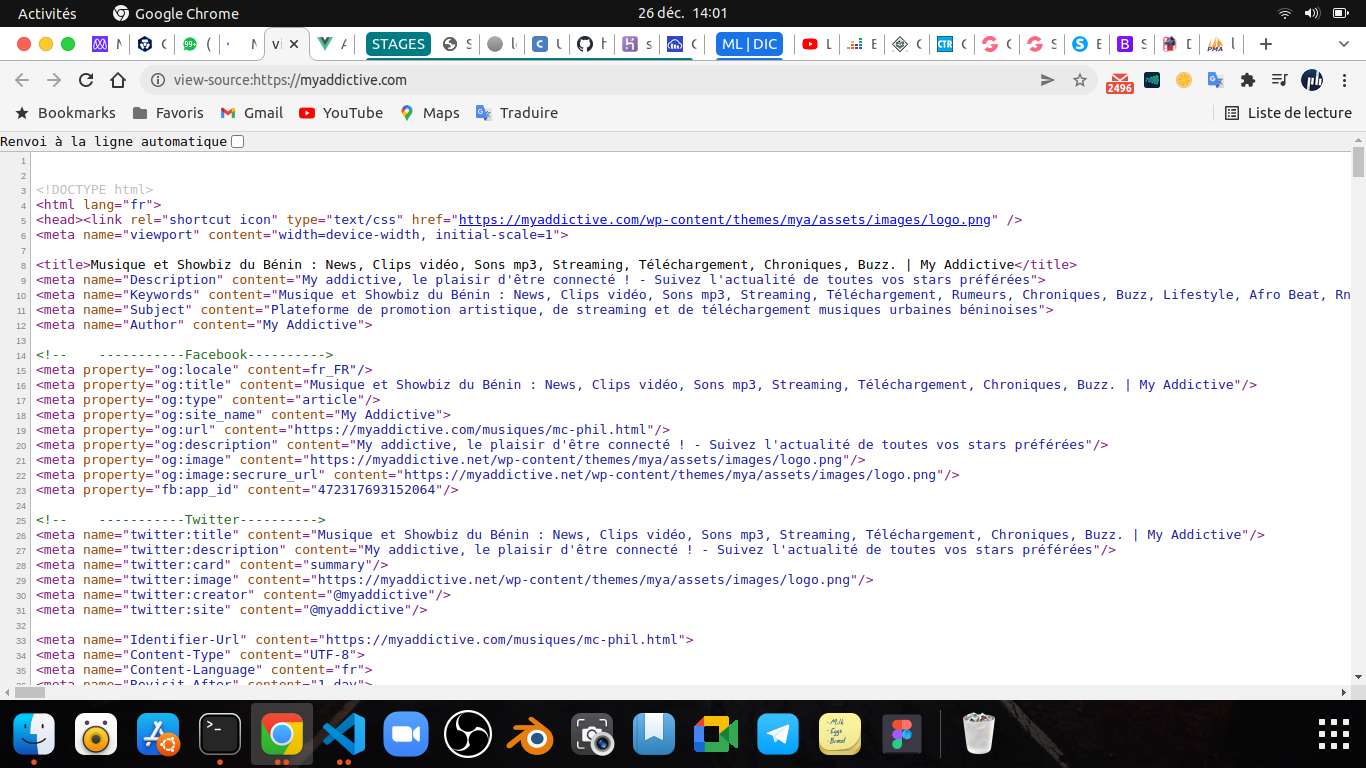 Activités
Google Chrome
26 déc. 14:01
99+
STAGES
ML | DIC
CTR
view-source:https://myaddictive.com
2496
Bookmarks
Favoris
Gmail
YouTube
Maps
Traduire
Liste de lecture
Renvoi à la ligne automatique
1
2
3 <!DOCTYPE html>
4 <html lang="fr">
5 <head><link rel="shortcut icon" type="text/css" href="https://myaddictive.com/wp-content/themes/mya/assets/images/logo.png" />
6 <meta name="viewport" content="width=device-width, initial-scale=1">
7
8 <title>Musique et Showbiz du Bénin : News, Clips vidéo, Sons mp3, Streaming, Téléchargement, Chroniques, Buzz. | My Addictive</title>
9 <meta name="Description" content="My addictive, le plaisir d'être connecté ! - Suivez l'actualité de toutes vos stars préférées">
10 <meta name="Keywords" content="Musique et Showbiz du Bénin : News, Clips vidéo, Sons mp3, Streaming, Téléchargement, Rumeurs, Chroniques, Buzz, Lifestyle, Afro Beat, Rn
11 <meta name="Subject" content="Plateforme de promotion artistique, de streaming et de téléchargement musiques urbaines béninoises">
12 <meta name="Author" content="My Addictive">
13
14 <!--    -----------Facebook---------->
15 <meta property="og:locale" content=fr_FR"/>
16 <meta property="og:title" content="Musique et Showbiz du Bénin : News, Clips vidéo, Sons mp3, Streaming, Téléchargement, Chroniques, Buzz. | My Addictive"/>
17 <meta property="og:type" content="article"/>
18 <meta property="og:site_name" content="My Addictive">
19 <meta property="og:url" content="https://myaddictive.com/musiques/mc-phil.html"/>
20 <meta property="og:description" content="My addictive, le plaisir d'être connecté ! - Suivez l'actualité de toutes vos stars préférées"/>
21 <meta property="og:image" content="https://myaddictive.net/wp-content/themes/mya/assets/images/logo.png"/>
22 <meta property="og:image:secrure_url" content="https://myaddictive.net/wp-content/themes/mya/assets/images/logo.png"/>
23 <meta property="fb:app_id" content="472317693152064"/>
24
25 <!--    -----------Twitter---------->
26 <meta name="twitter:title" content="Musique et Showbiz du Bénin : News, Clips vidéo, Sons mp3, Streaming, Téléchargement, Chroniques, Buzz. | My Addictive"/>
27 <meta name="twitter:description" content="My addictive, le plaisir d'être connecté ! - Suivez l'actualité de toutes vos stars préférées"/>
28 <meta name="twitter:card" content="summary"/>
29 <meta name="twitter:image" content="https://myaddictive.net/wp-content/themes/mya/assets/images/logo.png"/>
30 <meta name="twitter:creator" content="@myaddictive"/>
31 <meta name="twitter:site" content="@myaddictive"/>
32
33 <meta name="Identifier-Url" content="https://myaddictive.com/musiques/mc-phil.html">
34 <meta name="Content-Type" content="UTF-8">
35 <meta name="Content-Language" content="fr">
<meta name="Revisit-After" content="1 day">
Milk
Eggs
Bread